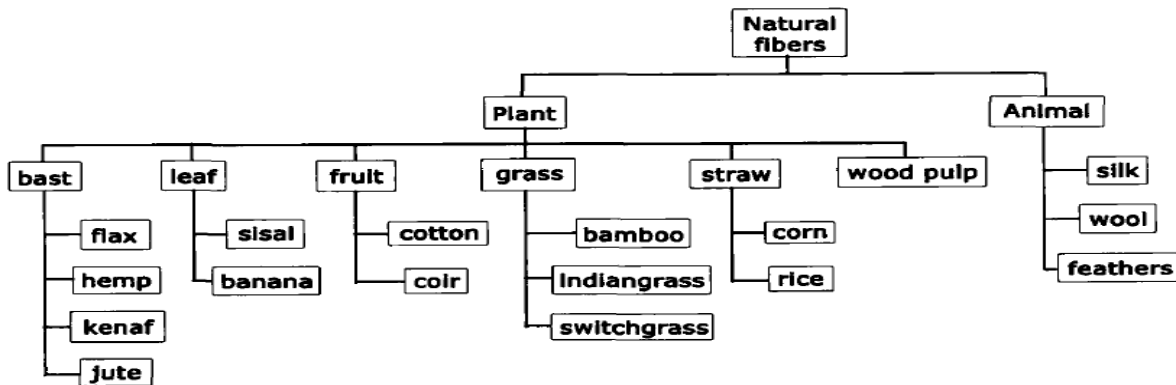 Natural
fibers
Plant
Animal
bast
leaf
fruit
grass
straw
wood pulp
silk
flax
sisal
cotton
bamboo
corn
wool
hemp
banana
coir
Indiangrass
rice
feathers
kenaf
switchgrass
jute